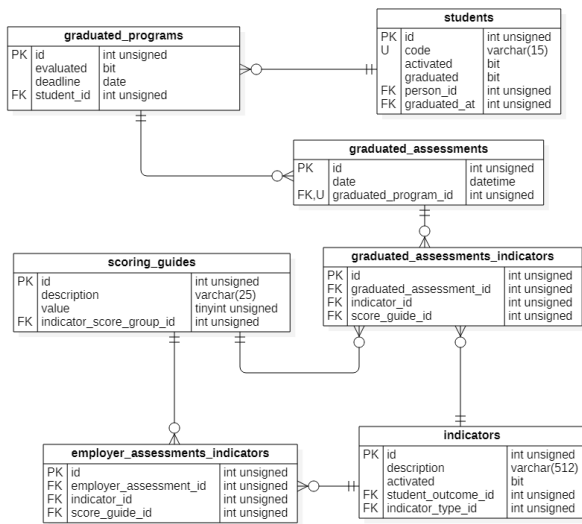 graduated_programs
PK id int unsigned
evaluated bit
deadline date
FK student_id int unsigned
students
PK id int unsigned
U code varchar(15)
activated bit
graduated bit
FK person_id int unsigned
FK graduated_at int unsigned
graduated_assessments
PK id int unsigned
date datetime
FK,U graduated_program_id int unsigned
graduated_assessments_indicators
PK id int unsigned
FK graduated_assessment_id int unsigned
FK indicator_id int unsigned
FK score_guide_id int unsigned
scoring_guides
PK id int unsigned
description varchar(25)
value tinyint unsigned
FK indicator_score_group_id int unsigned
employer_assessments_indicators
PK id int unsigned
FK employer_assessment_id int unsigned
FK indicator_id int unsigned
FK score_guide_id int unsigned
indicators
PK id int unsigned
description varchar(512)
activated bit
FK student_outcome_id int unsigned
FK indicator_type_id int unsigned